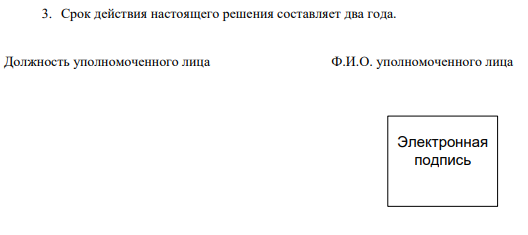 3. Срок действия настоящего решения составляет два года.
Должность уполномоченного лица Ф.И.О. уполномоченного лица
Электронная
подпись